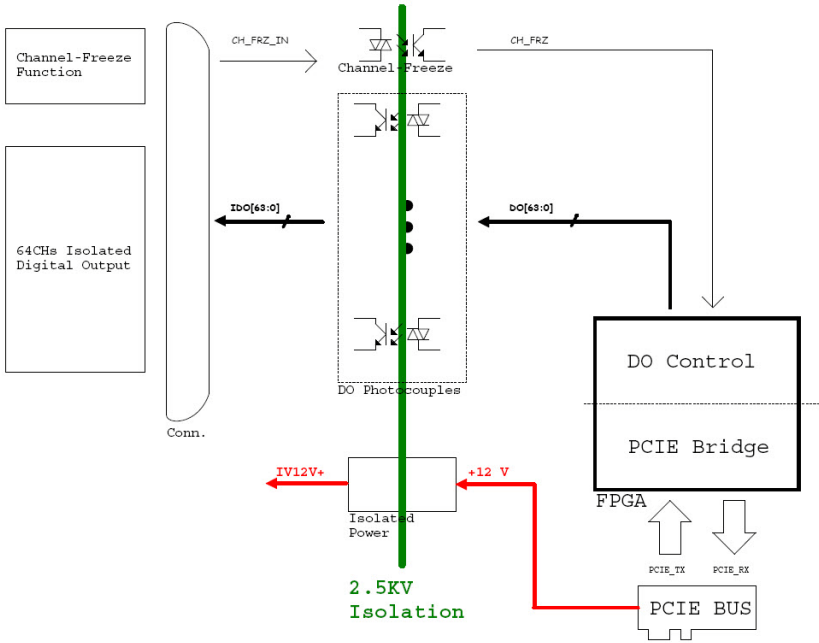 CH_FRZ_IN
CH_FRZ
Channel-Freeze
Function
Channel-Freeze
IDO[63:0]
DO[63:0]
64CHs Isolated
Digital Output
DO Control
DO Photocouples
Conn.
PCIE Bridge
IV12V+
+12 V
FPGA
Isolated
Power
PCIE_TX
PCIE_RX
2.5KV
Isolation
PCIE BUS